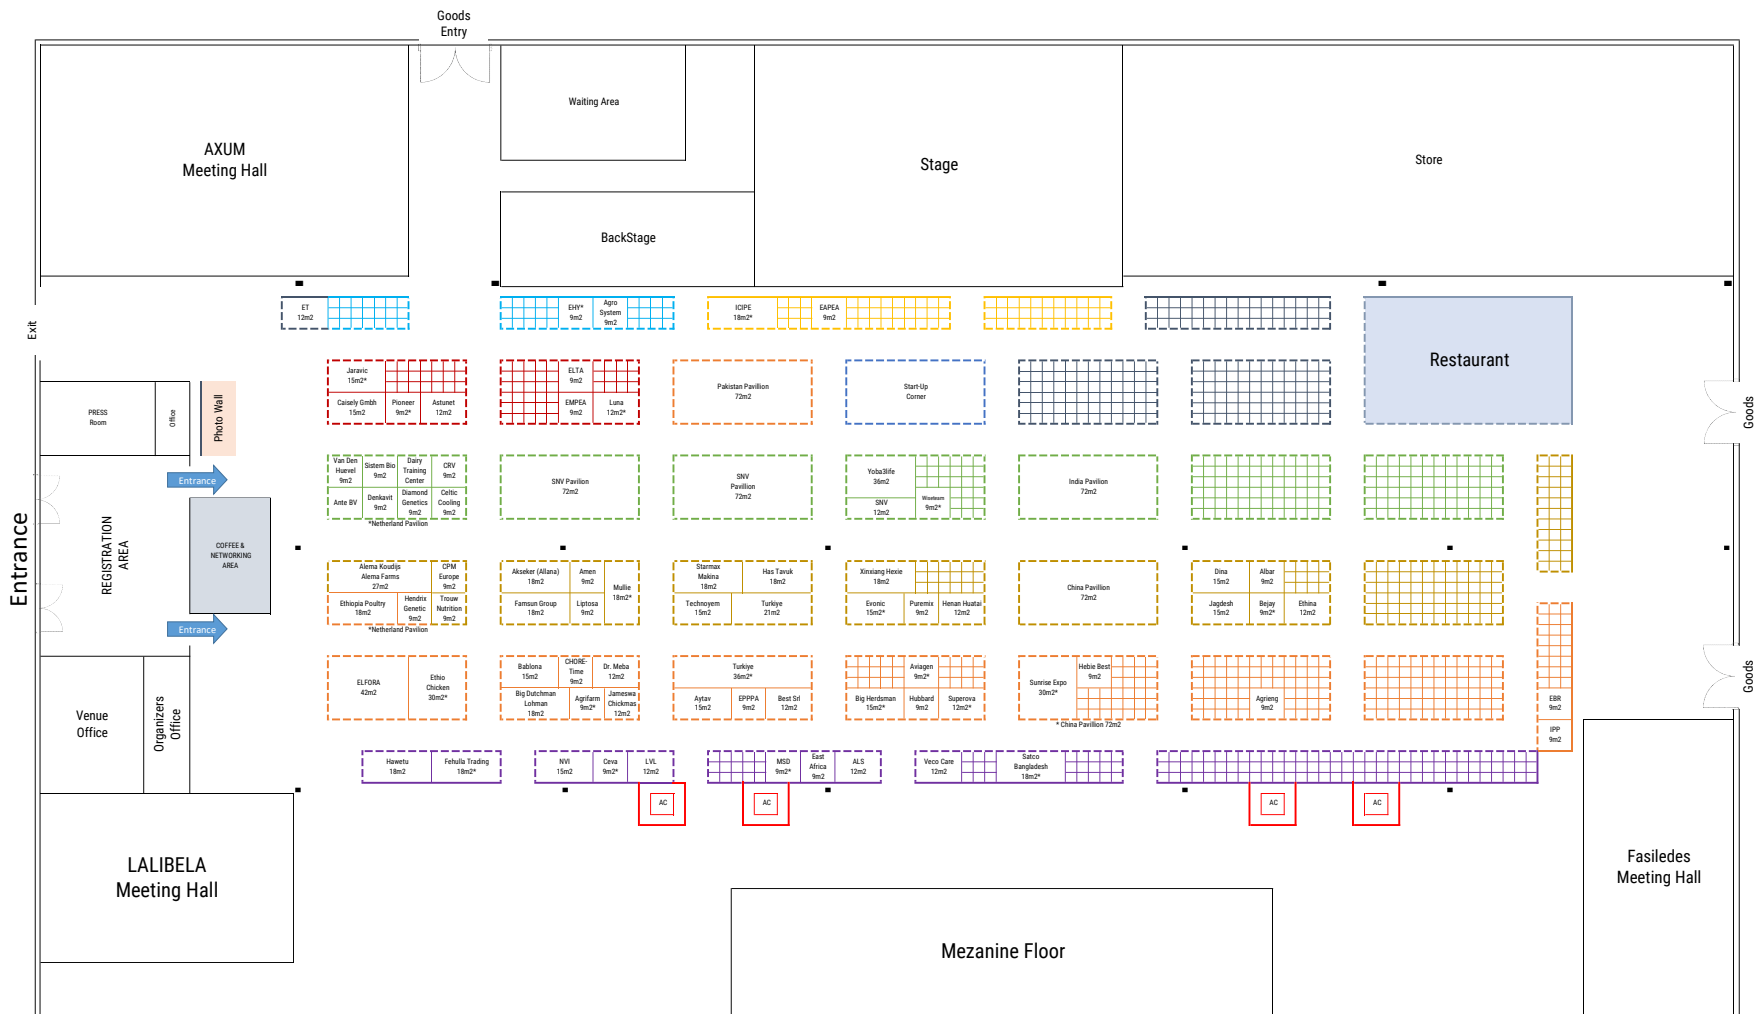 Goods
Entry
AXUM
Meeting Hall
Waiting Area
BackStage
Stage
Store
Exit
ET
12m2
EHY*
9m2
Agro
System
9m2
ICIPE
18m2*
EAPEA
9m2
Restaurant
Jaravic
15m2*
Caisely Gmbh
15m2
Pioneer
9m2*
Astunet
12m2
ELTA
9m2
EMPEA
9m2
Luna
12m2*
Pakistan Pavillion
72m2
Start-Up
Corner
PRESS
Room
Office
Photo Wall
Goods
Entrance
Van Den
Huevel
9m2
Sistem Bio
9m2
Dairy
Training
Center
CRV
9m2
Ante BV
Denkavit
9m2
Diamond
Genetics
9m2
Celtic
Cooling
9m2
*Netherland Pavilion
SNV Pavilion
72m2
SNV
Pavillion
72m2
Yoba3life
36m2
SNV
12m2
Wiseteam
9m2*
India Pavilion
72m2
Entrance
REGISTRATION
AREA
COFFEE &
NETWORKING
AREA
Entrance
Alema Koudijs
Alema Farms
27m2
CPM
Europe
9m2
Ethiopia Poultry
18m2
Hendrix
Genetic
9m2
Trouw
Nutrition
9m2
*Netherland Pavilion
Akseker (Allana)
18m2
Amen
9m2
Mullie
18m2*
Famsun Group
18m2
Liptosa
9m2
Starmax
Makina
18m2
Has Tavuk
18m2
Technoyem
15m2
Turkiye
21m2
Xinxiang Hexie
18m2
Evonic
15m2*
Puremix
9m2
Henan Huatai
12m2
China Pavillion
72m2
Dina
15m2
Albar
9m2
Jagdesh
15m2
Bejay
9m2*
Ethina
12m2
Venue
Office
Organizers
Office
ELFORA
42m2
Ethio
Chicken
30m2*
Bablona
15m2
CHORE-
Time
9m2
Dr. Meba
12m2
Big Dutchman
Lohman
18m2
Agrifarm
9m2*
Jameswa
Chickmas
12m2
Turkiye
36m2*
Aytav
15m2
EPPPA
9m2
Best Srl
12m2
Aviagen
9m2*
Big Herdsman
15m2*
Hubbard
9m2
Superova
12m2*
Sunrise Expo
30m2*
Hebie Best
9m2
* China Pavillion 72m2
Agrieng
9m2
EBR
9m2
IPP
9m2
Goods
Hawetu
18m2
Fehulla Trading
18m2*
NVI
15m2
Ceva
9m2*
LVL
12m2
MSD
9m2*
East
Africa
9m2
ALS
12m2
Veco Care
12m2
Satco
Bangladesh
18m2*
AC
AC
AC
AC
LALIBELA
Meeting Hall
Mezanine Floor
Fasiledes
Meeting Hall